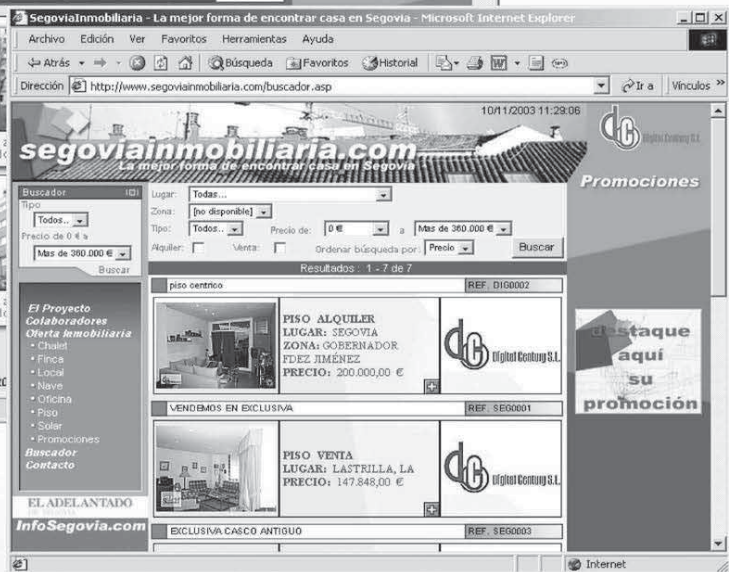 SegoviaInmobiliaria - La mejor forma de encontrar casa en Segovia - Microsoft Internet Explorer
Archivo Edición Ver Favoritos Herramientas Ayuda
Atrás Búsqueda Favoritos Historial
Dirección http://www.segoviainmobiliaria.com/buscador.asp Ir a Vínculos »
10/11/2003 11:29:06
segoviainmobiliaria.com
La mejor forma de encontrar casa en Segovia
dc Digital Century S.L.
Promociones
Buscador
Tipo
Todos..
Precio de 0 € a
Mas de 360.000 €
Buscar
Lugar: Todas...
Zona: [no disponible]
Tipo: Todos.. Precio de: 0 € a Mas de 360.000 €
Alquiler: Venta: Ordenar búsqueda por: Precio Buscar
Resultados : 1 - 7 de 7
El Proyecto
Colaboradores
Oferta Inmobiliaria
• Chalet
• Finca
• Local
• Nave
• Oficina
• Piso
• Solar
• Promociones
Buscador
Contacto
EL ADELANTADO
InfoSegovia.com
piso centrico REF. DIG0002
PISO ALQUILER
LUGAR: SEGOVIA
ZONA: GOBERNADOR
FDEZ JIMÉNEZ
PRECIO: 200.000,00 €
dc Digital Century S.L.
VENDEMOS EN EXCLUSIVA REF. SEG0001
PISO VENTA
LUGAR: LASTRILLA, LA
PRECIO: 147.848,00 €
dc Digital Century S.L.
EXCLUSIVA CASCO ANTIGUO REF. SEG0003
destaque
aquí
su
promoción
Internet